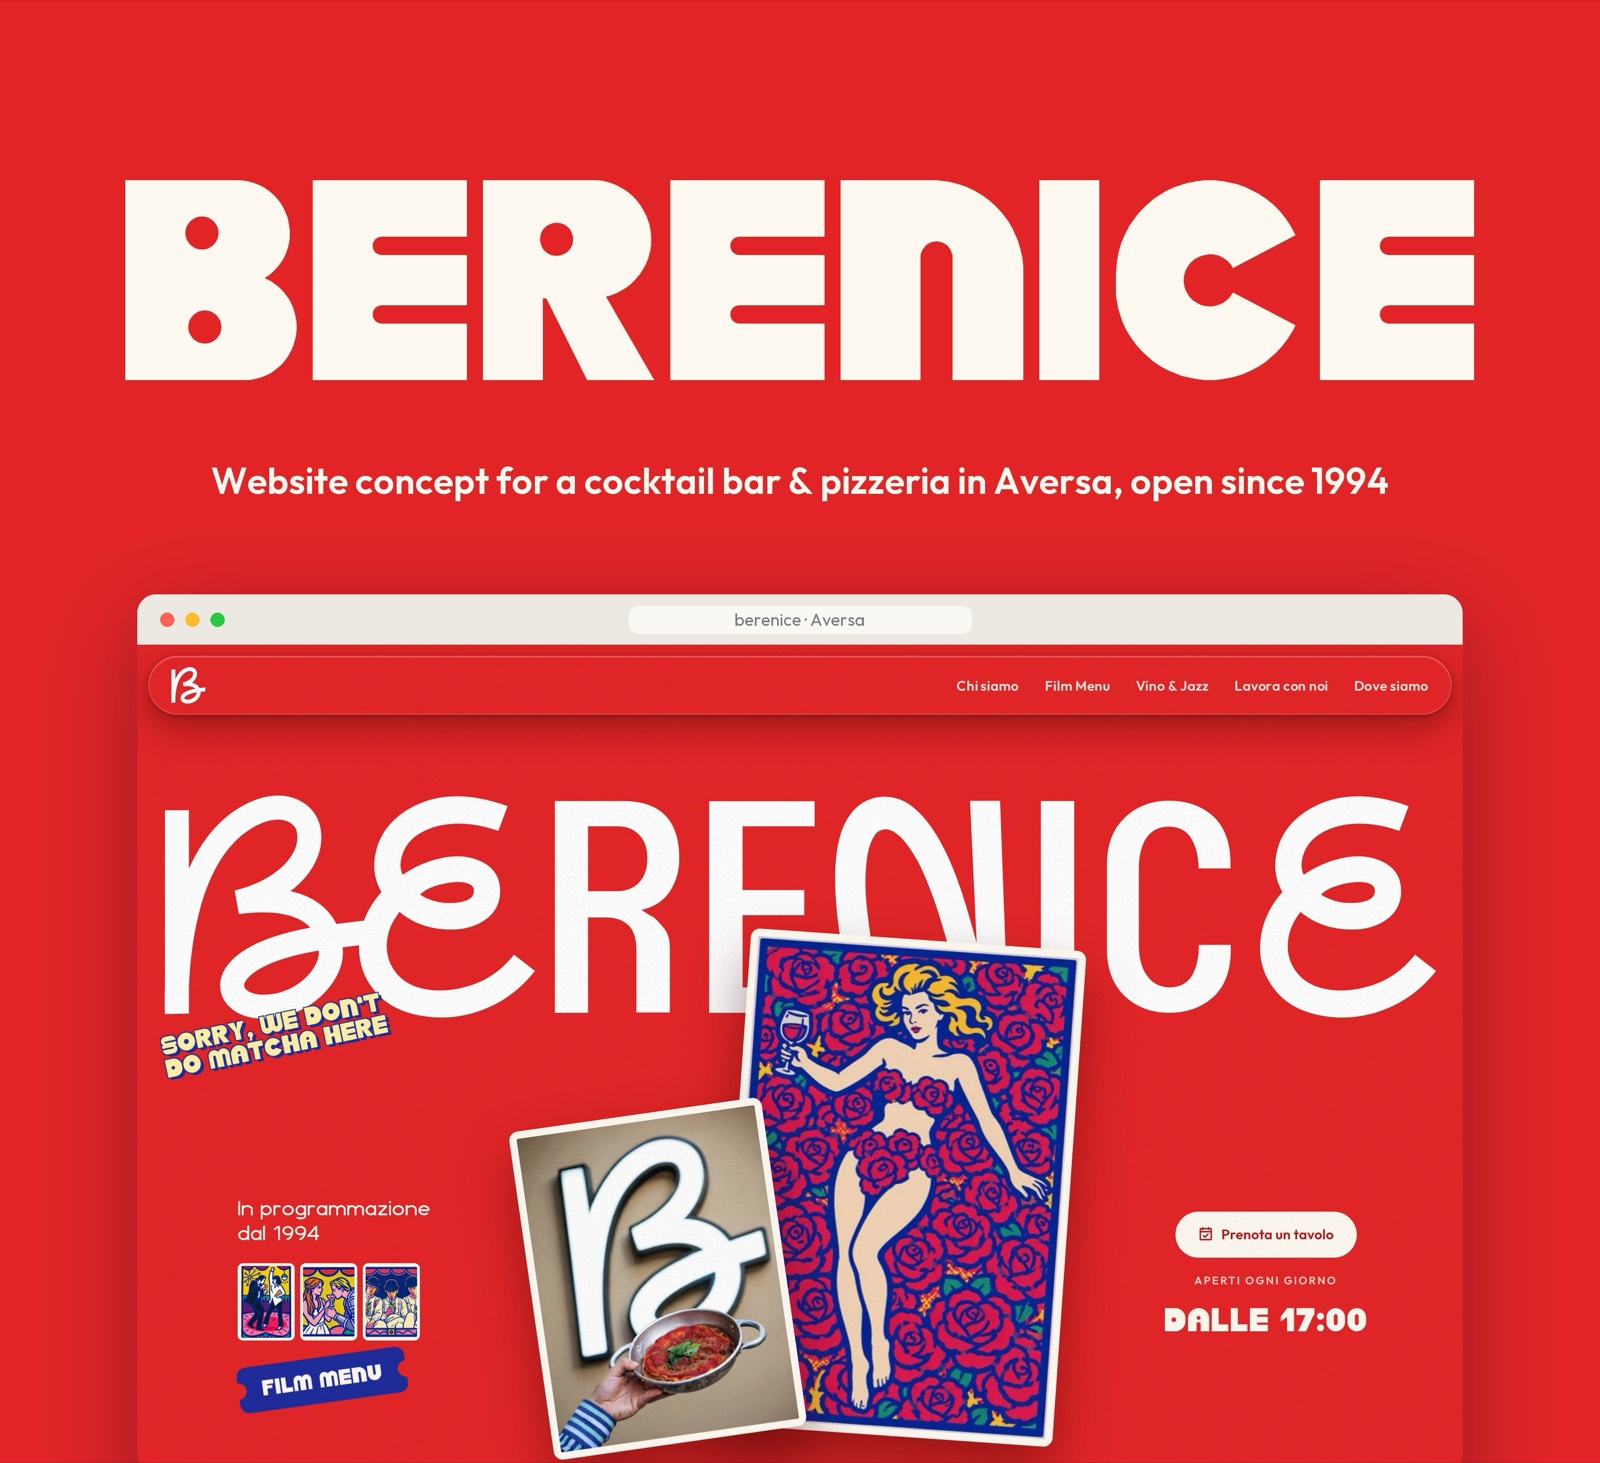 BERENICE
Website concept for a cocktail bar & pizzeria in Aversa, open since 1994
berenice · Aversa
B
Chi siamo
Film Menu
Vino & Jazz
Lavora con noi
Dove siamo
BERENICE
SORRY, WE DON'T
DO MATCHA HERE
In programmazione
dal 1994
FILM MENU
B
Prenota un tavolo
APERTI OGNI GIORNO
DALLE 17:00